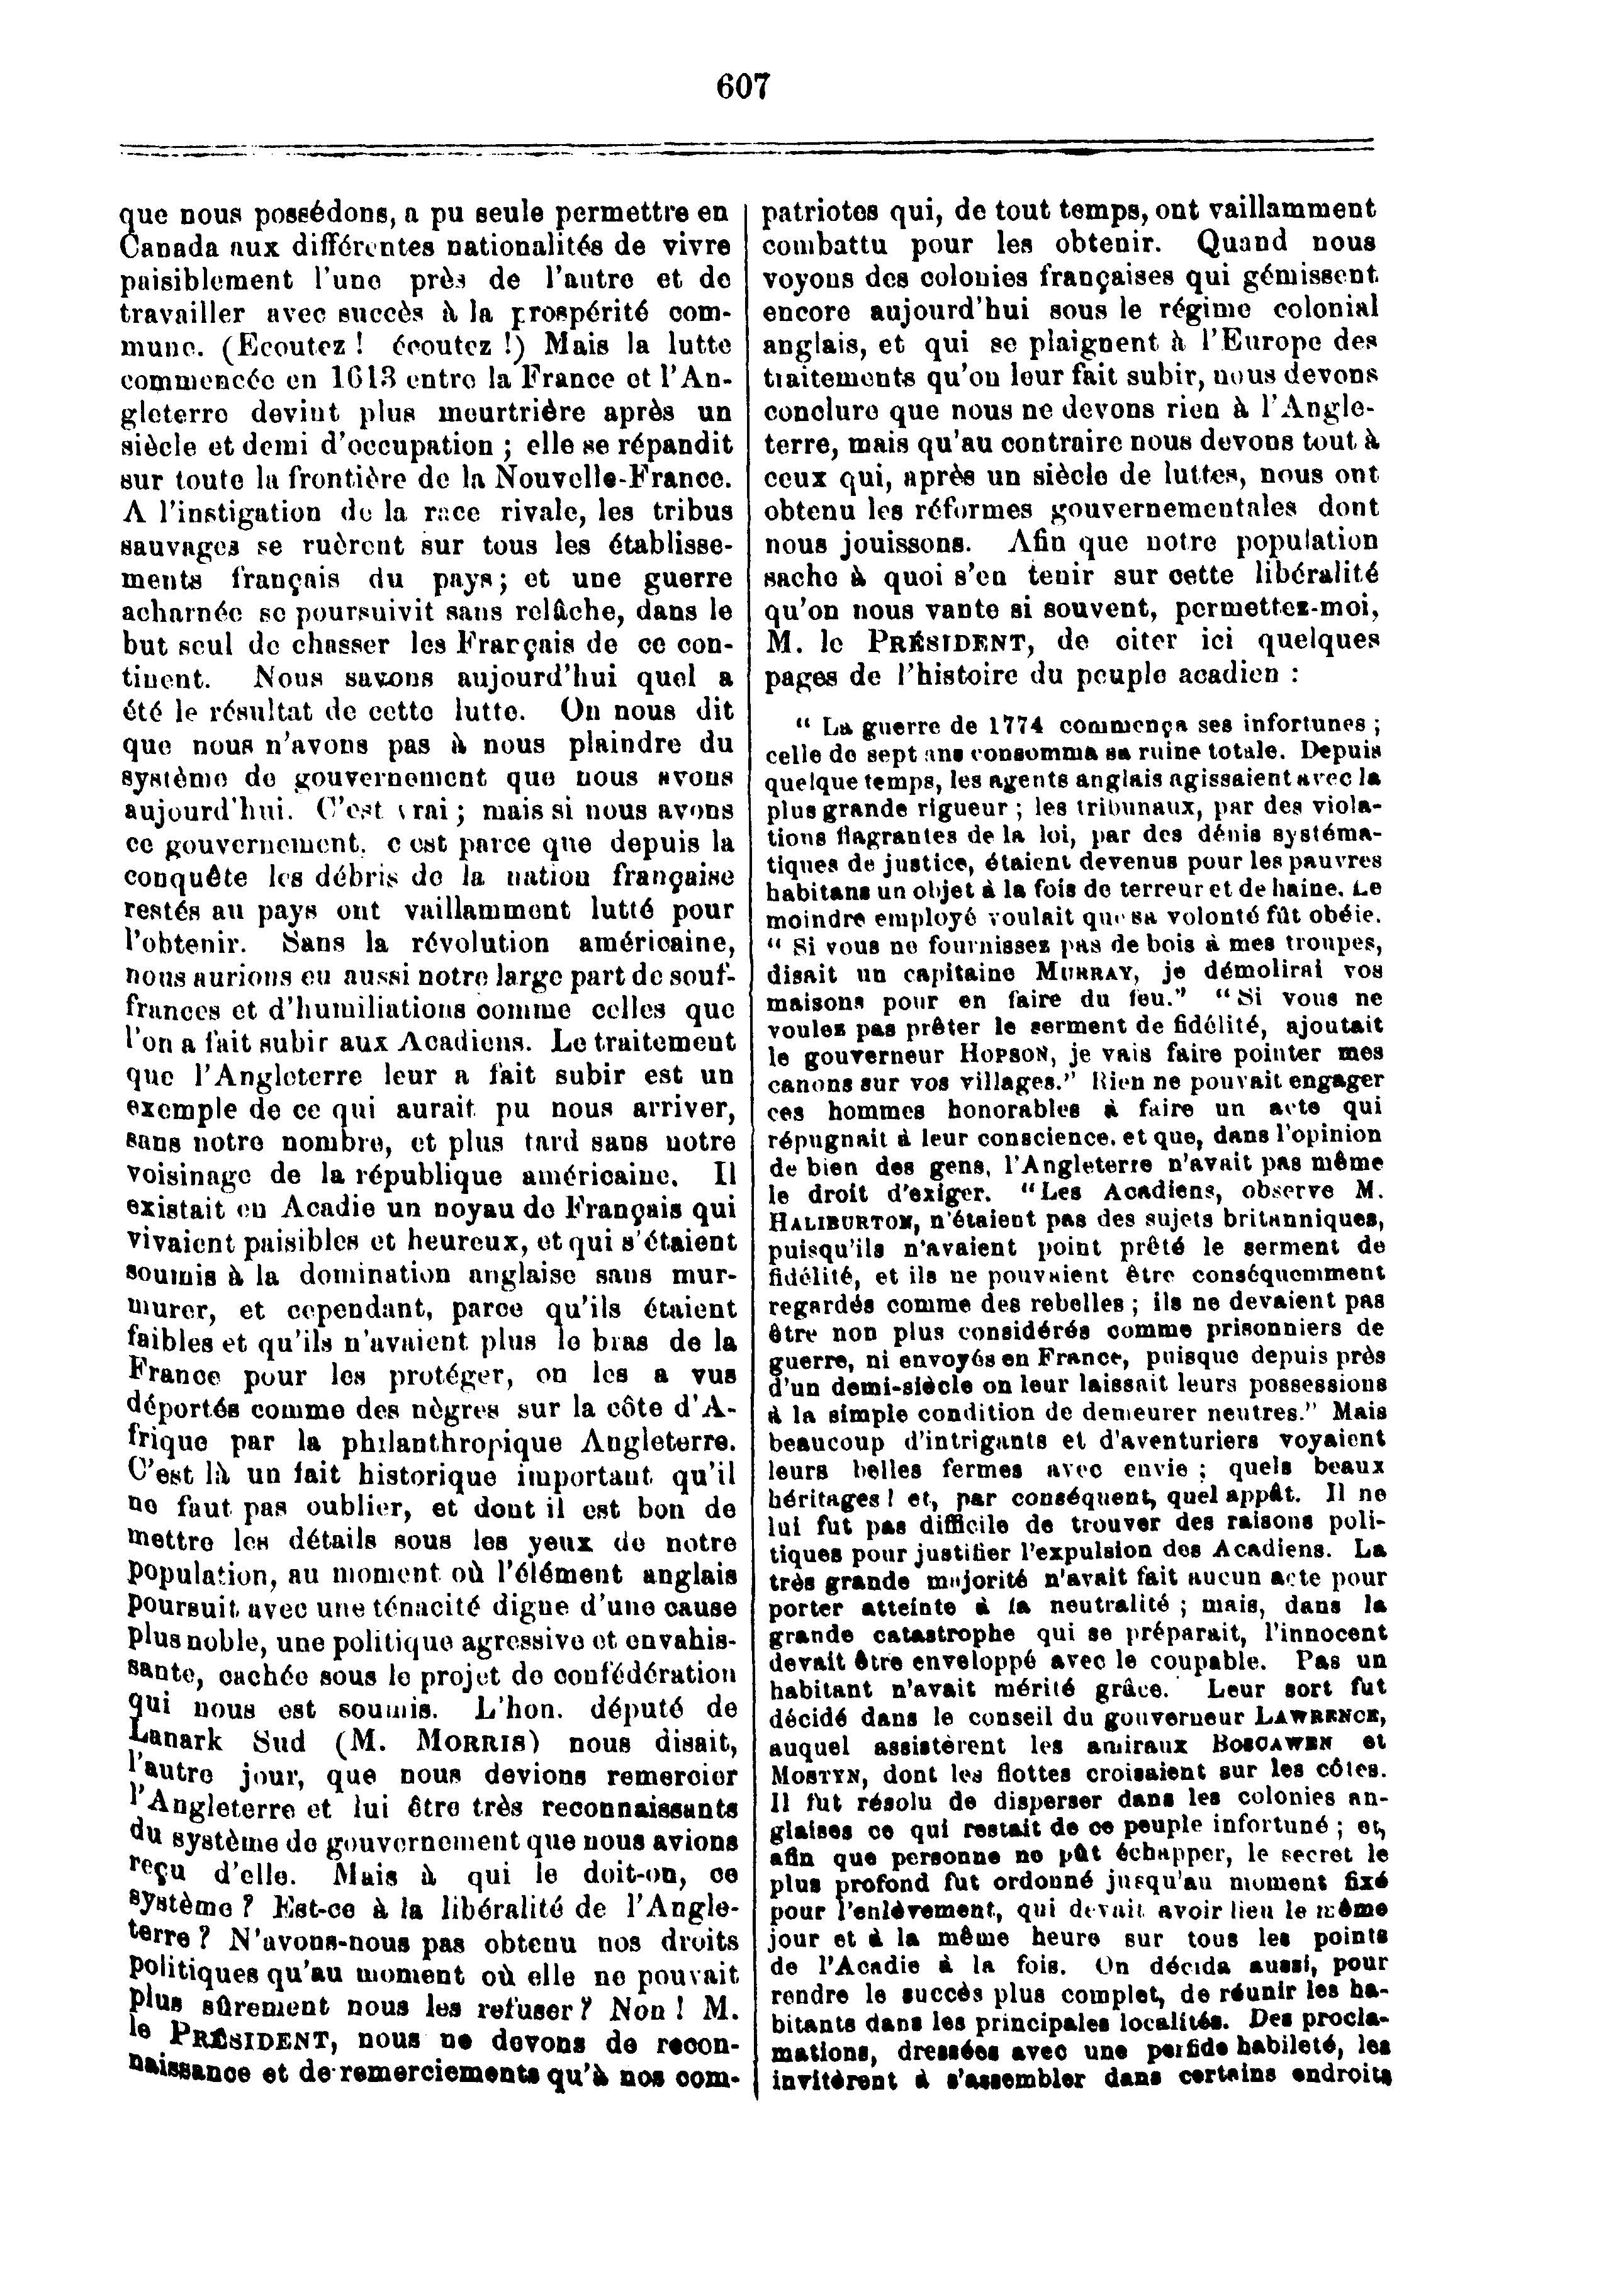 607
que nous possédons, a pu seule permettre en
Canada aux différentes nationalités de vivre
paisiblement l'une près de l'autre et de
travailler avec succès à la prospérité com-
mune. (Ecoutez ! écoutez !) Mais la lutte
commencée en 1613 entre la France et l'An-
gleterre devint plus meurtrière après un
siècle et demi d'occupation ; elle se répandit
sur toute la frontière de la Nouvelle-France.
A l'instigation de la race rivale, les tribus
sauvages se ruèrent sur tous les établisse-
ments français du pays ; et une guerre
acharnée se poursuivit sans relâche, dans le
but seul de chasser les Français de ce con-
tinent. Nous savons aujourd'hui quel a
été le résultat de cette lutte. On nous dit
que nous n'avons pas à nous plaindre du
système de gouvernement que nous avons
aujourd'hui. C'est vrai ; mais si nous avons
ce gouvernement, c'est parce que depuis la
conquête les débris de la nation française
restés au pays ont vaillamment lutté pour
l'obtenir. Sans la révolution américaine,
nous aurions eu aussi notre large part de souf-
frances et d'humiliations comme celles que
l'on a fait subir aux Acadiens. Le traitement
que l'Angleterre leur a fait subir est un
exemple de ce qui aurait pu nous arriver,
sans notre nombre, et plus tard sans notre
voisinage de la république américaine. Il
existait en Acadie un noyau de Français qui
vivaient paisibles et heureux, et qui s'étaient
soumis à la domination anglaise sans mur-
murer, et cependant, parce qu'ils étaient
faibles et qu'ils n'avaient plus le bras de la
France pour les protéger, on les a vus
déportés comme des nègres sur la côte d'A-
frique par la philanthropique Angleterre.
C'est là un fait historique important qu'il
ne faut pas oublier, et dont il est bon de
mettre les détails sous les yeux de notre
population, au moment où l'élément anglais
poursuit avec une ténacité digne d'une cause
plus noble, une politique agressive et envahis-
sante, cachée sous le projet de confédération
qui nous est soumis. L'hon. député de
Lanark Sud (M. MORRIS) nous disait,
l'autre jour, que nous devions remercier
l'Angleterre et lui être très reconnaissants
du système de gouvernement que nous avions
reçu d'elle. Mais à qui le doit-on, ce
système ? Est-ce à la libéralité de l'Angle-
terre ? N'avons-nous pas obtenu nos droits
politiques qu'au moment où elle ne pouvait
plus sûrement nous les refuser ? Non ! M.
le PRÉSIDENT, nous ne devons de recon-
naissance et de remerciements qu'à nos com-
patriotes qui, de tout temps, ont vaillamment
combattu pour les obtenir. Quand nous
voyons des colonies françaises qui gémissent
encore aujourd'hui sous le régime colonial
anglais, et qui se plaignent à l'Europe des
traitements qu'on leur fait subir, nous devons
conclure que nous ne devons rien à l'Angle-
terre, mais qu'au contraire nous devons tout à
ceux qui, après un siècle de luttes, nous ont
obtenu les réformes gouvernementales dont
nous jouissons. Afin que notre population
sache à quoi s'en tenir sur cette libéralité
qu'on nous vante si souvent, permettez-moi,
M. le PRÉSIDENT, de citer ici quelques
pages de l'histoire du peuple acadien :
" La guerre de 1774 commença ses infortunes ;
celle de sept ans consomma sa ruine totale. Depuis
quelque temps, les agents anglais agissaient avec la
plus grande rigueur ; les tribunaux, par des viola-
tions flagrantes de la loi, par des dénis systéma-
tiques de justice, étaient devenus pour les pauvres
habitans un objet à la fois de terreur et de haine. Le
moindre employé voulait que sa volonté fût obéie.
" Si vous ne fournissez pas de bois à mes troupes,
disait un capitaine MURRAY, je démolirai vos
maisons pour en faire du feu." " Si vous ne
voulez pas prêter le serment de fidélité, ajoutait
le gouverneur HOPSON, je vais faire pointer mes
canons sur vos villages." Rien ne pouvait engager
ces hommes honorables à faire un acte qui
répugnait à leur conscience, et que, dans l'opinion
de bien des gens, l'Angleterre n'avait pas même
le droit d'exiger. "Les Acadiens, observe M.
HALIBURTON, n'étaient pas des sujets britanniques,
puisqu'ils n'avaient point prêté le serment de
fidélité, et ils ne pouvaient être conséquemment
regardés comme des rebelles ; ils ne devaient pas
être non plus considérés comme prisonniers de
guerre, ni envoyés en France, puisque depuis près
d'un demi-siècle on leur laissait leurs possessions
à la simple condition de demeurer neutres." Mais
beaucoup d'intrigants et d'aventuriers voyaient
leurs belles fermes avec envie ; quels beaux
héritages ! et, par conséquent, quel appât. Il ne
lui fut pas difficile de trouver des raisons poli-
tiques pour justifier l'expulsion des Acadiens. La
très grande majorité n'avait fait aucun acte pour
porter atteinte à la neutralité ; mais, dans la
grande catastrophe qui se préparait, l'innocent
devait être enveloppé avec le coupable. Pas un
habitant n'avait mérité grâce. Leur sort fut
décidé dans le conseil du gouverneur LAWRENCE,
auquel assistèrent les amiraux BOSCAWEN et
MOSTYN, dont les flottes croisaient sur les côtes.
Il fut résolu de disperser dans les colonies an-
glaises ce qui restait de ce peuple infortuné ; et,
afin que personne ne pût échapper, le secret le
plus profond fut ordonné jusqu'au moment fixé
pour l'enlèvement, qui devait avoir lieu le même
jour et à la même heure sur tous les points
de l'Acadie à la fois. On décida aussi, pour
rendre le succès plus complet, de réunir les ha-
bitants dans les principales localités. Des procla-
mations, dressées avec une perfide habileté, les
invitèrent à s'assembler dans certains endroits